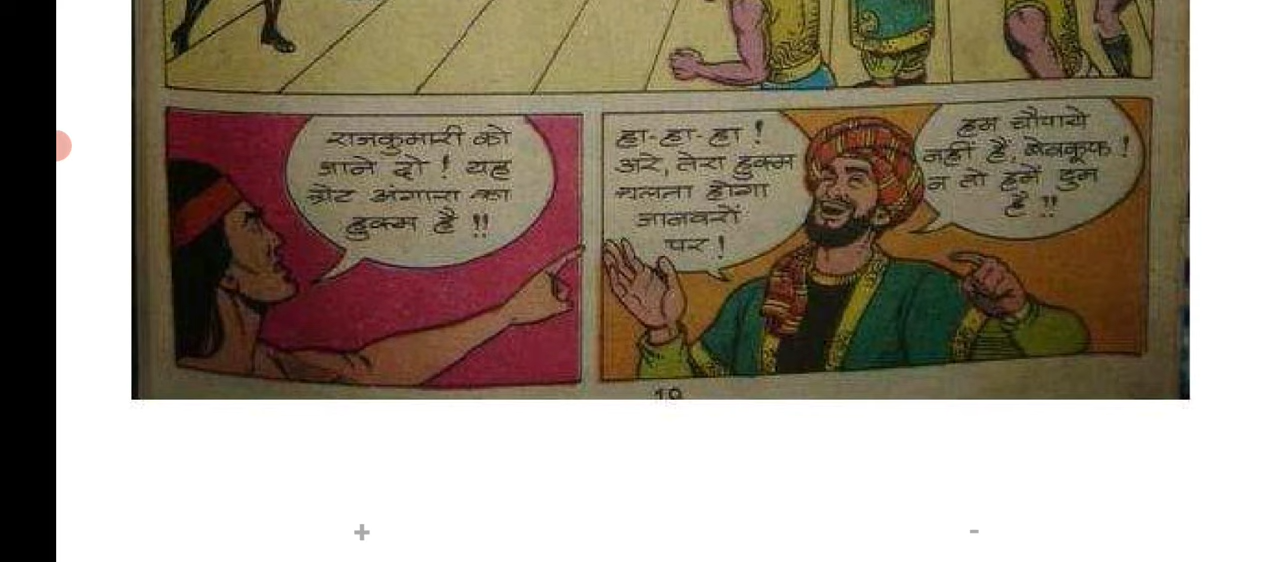 राजकुमारी को
जाने दो! यह
ग्रेट अंगारा का
हुक्म है !!
हा-हा-हा !
अरे, तेरा हुक्म
चलता होगा
जानवरों
पर !
हम चौपाये
नहीं हैं, बेवकूफ !
न तो हमें दुम
है !!
19
+
-